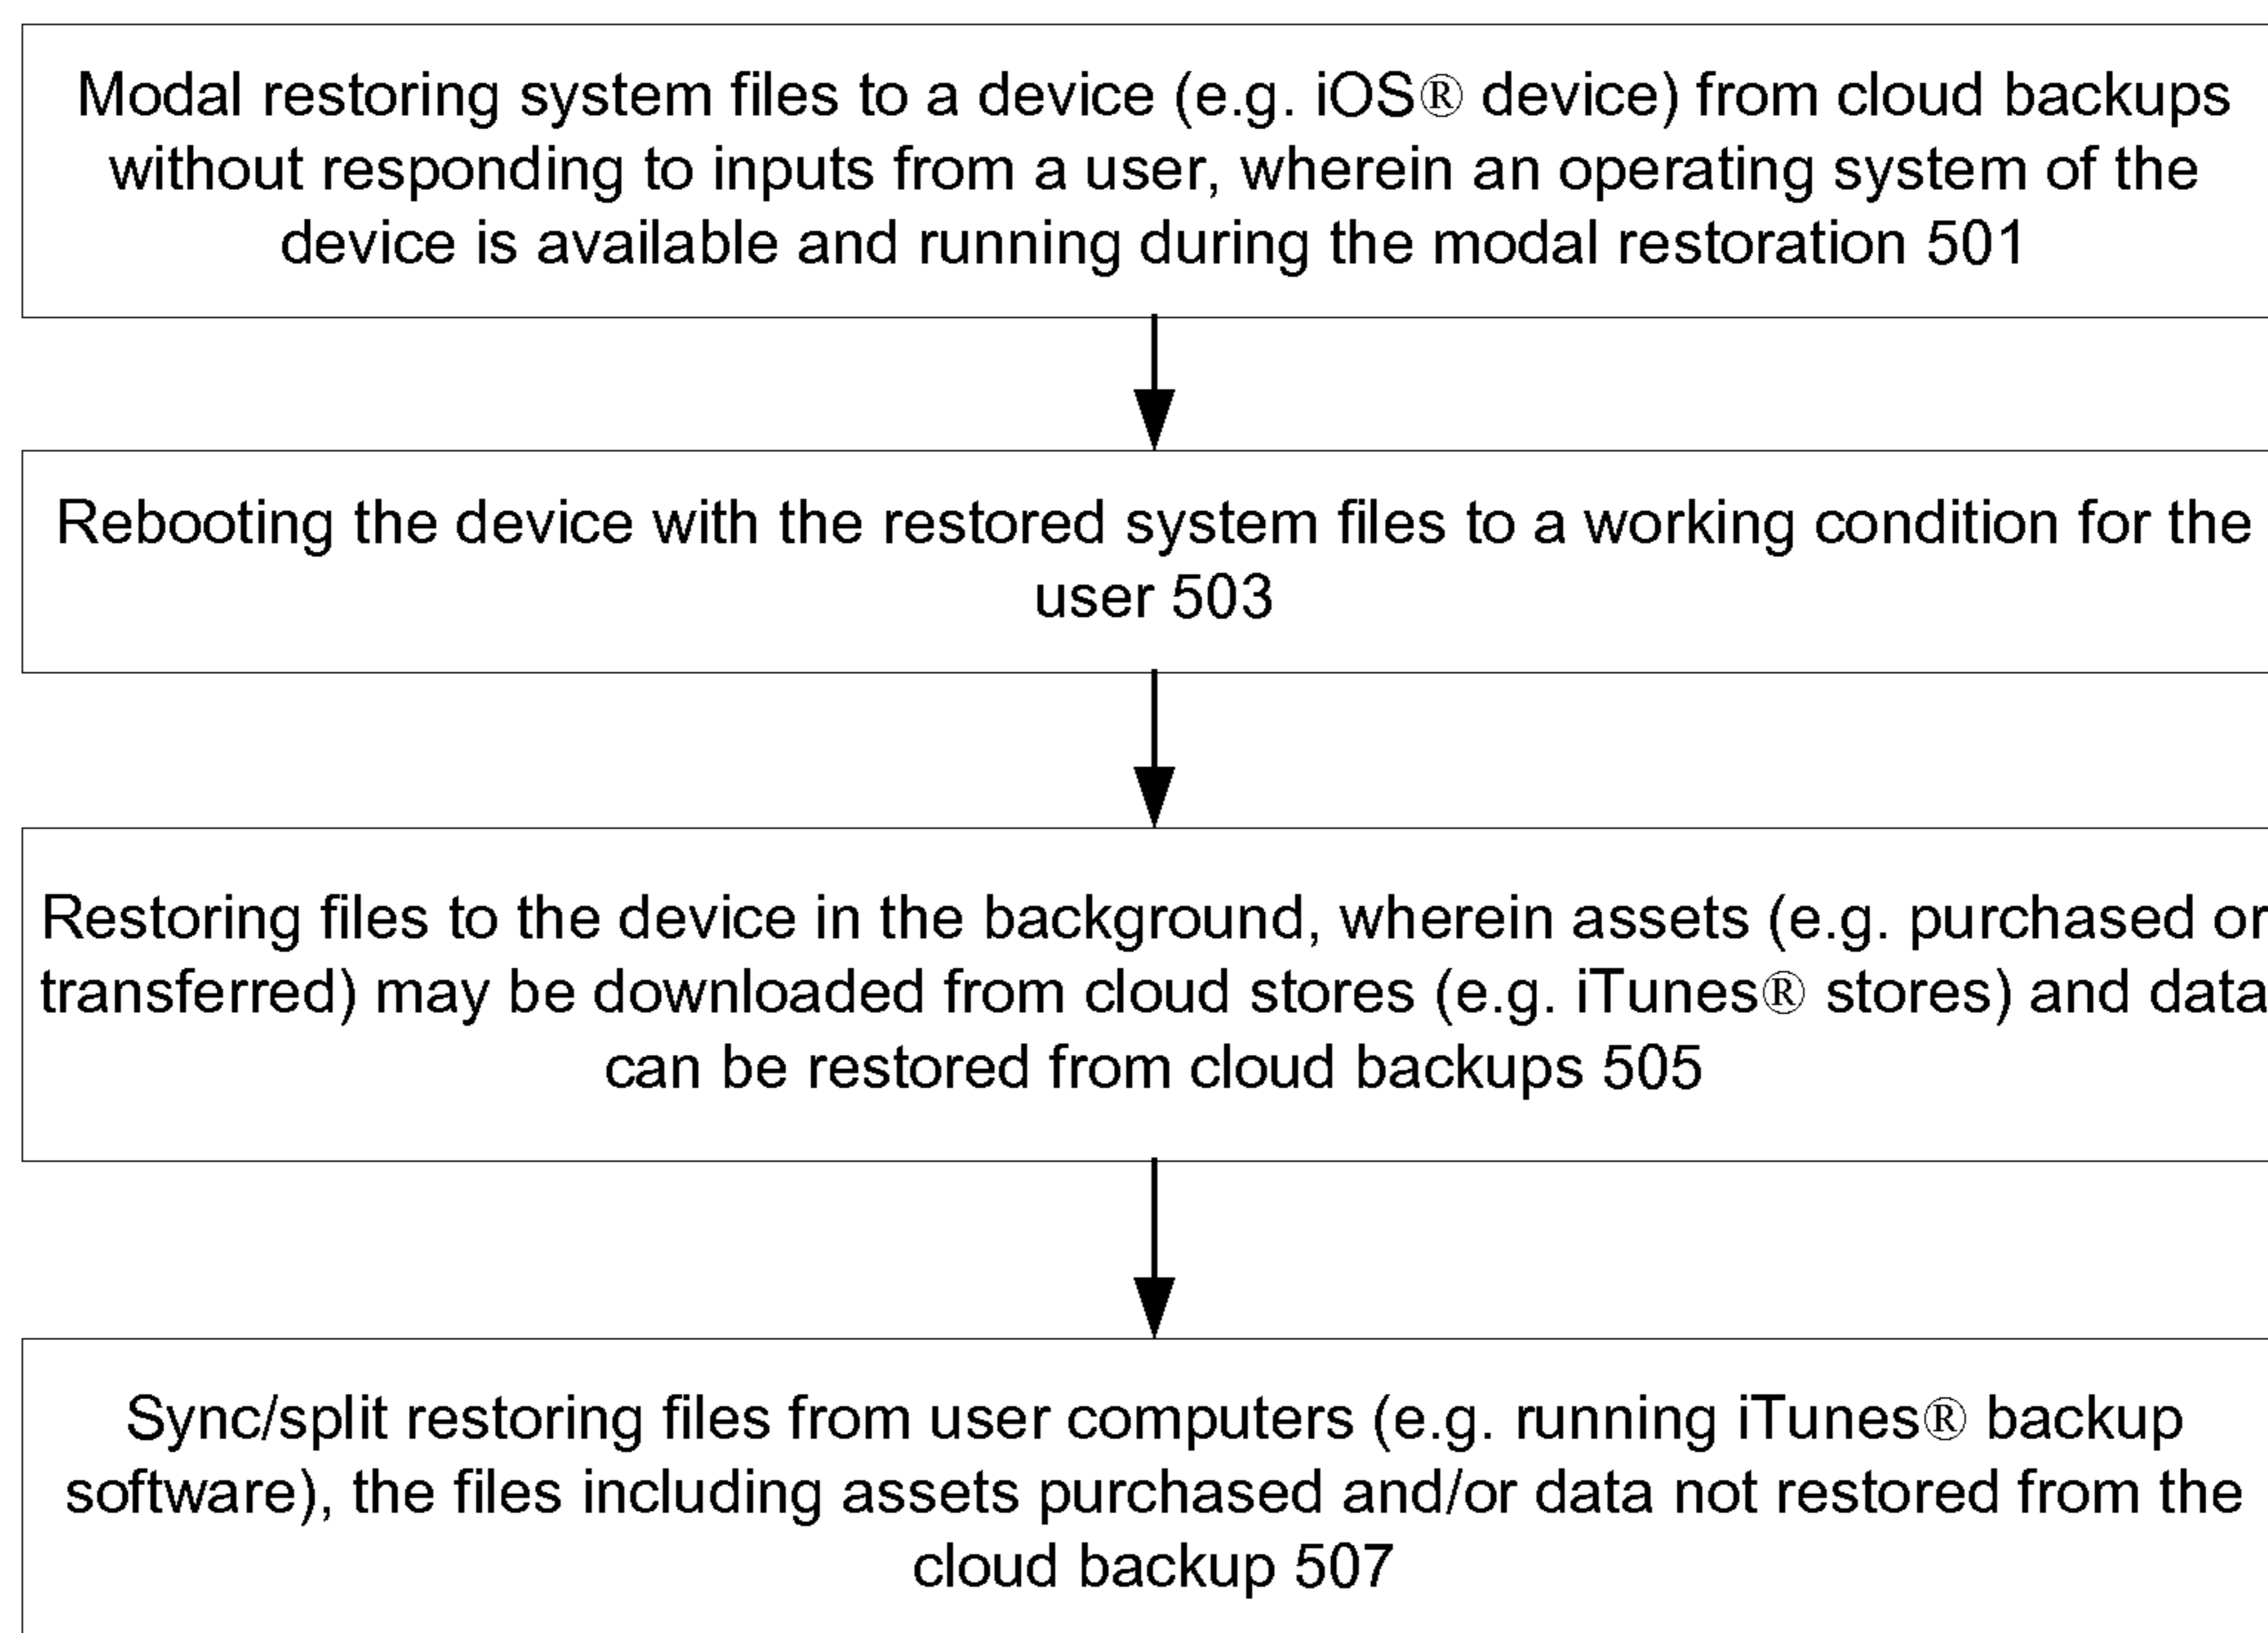 Modal restoring system files to a device (e.g. iOS® device) from cloud backups
without responding to inputs from a user, wherein an operating system of the
device is available and running during the modal restoration 501
Rebooting the device with the restored system files to a working condition for the
user 503
Restoring files to the device in the background, wherein assets (e.g. purchased or
transferred) may be downloaded from cloud stores (e.g. iTunes® stores) and data
can be restored from cloud backups 505
Sync/split restoring files from user computers (e.g. running iTunes® backup
software), the files including assets purchased and/or data not restored from the
cloud backup 507